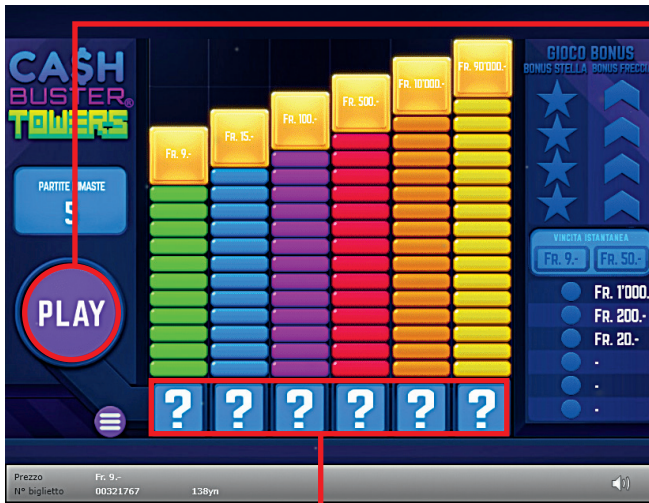 CA$H
BUSTER®
TOWERS
PARTITE RIMASTE
5
PLAY
Fr. 9.-
Fr. 15.-
Fr. 100.-
Fr. 500.-
Fr. 10'000.-
Fr. 90'000.-
? ? ? ? ? ?
GIOCO BONUS
BONUS STELLA BONUS FRECCIA
VINCITA ISTANTANEA
Fr. 9.- Fr. 50.-
Fr. 1'000.
Fr. 200.-
Fr. 20.-
-
-
-
Prezzo Fr. 9.-
N° biglietto 00321767 138yn